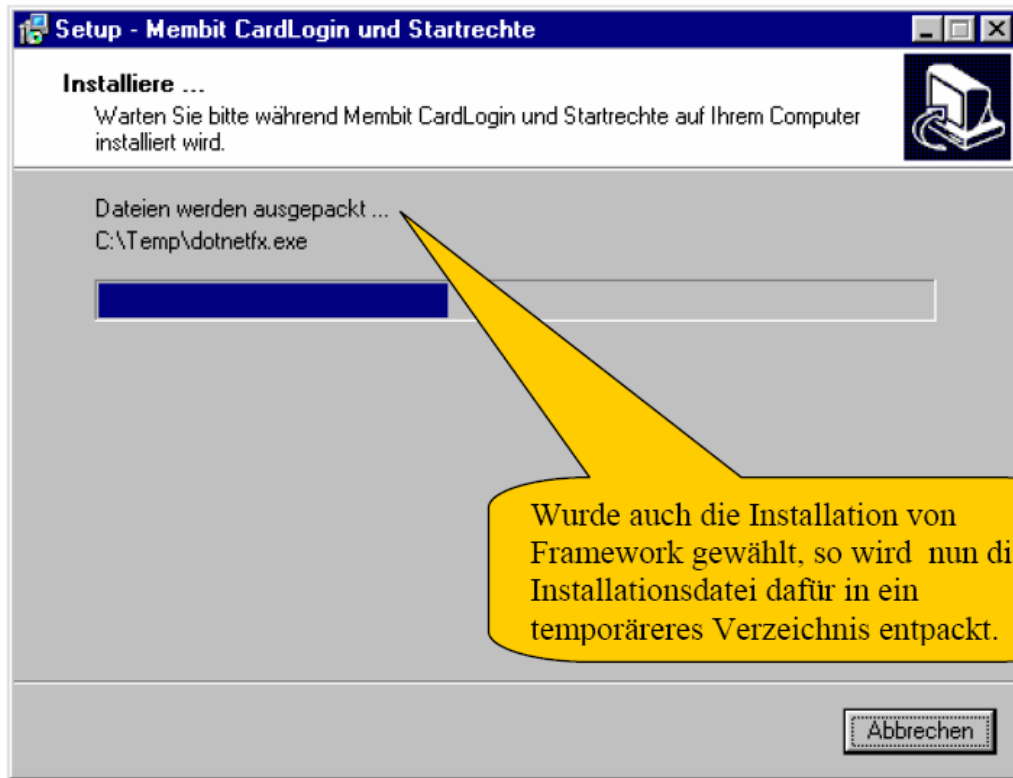 Setup - Membit CardLogin und Startrechte
Installiere ...
Warten Sie bitte während Membit CardLogin und Startrechte auf Ihrem Computer
installiert wird.
Dateien werden ausgepackt ...
C:\Temp\dotnetfx.exe
Wurde auch die Installation von
Framework gewählt, so wird nun di
Installationsdatei dafür in ein
temporäreres Verzeichnis entpackt.
Abbrechen